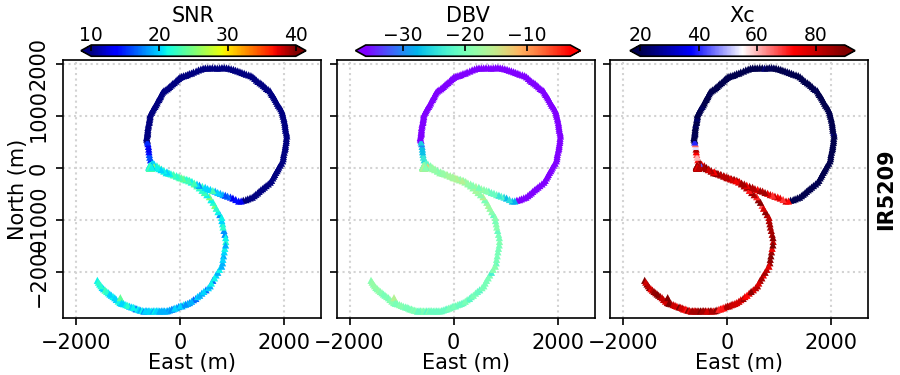 SNR
10 20 30 40
DBV
−30 −20 −10
Xc
20 40 60 80
North (m)
2000
1000
0
−1000
−2000
−2000 0 2000
East (m)
−2000 0 2000
East (m)
−2000 0 2000
East (m)
IR5209